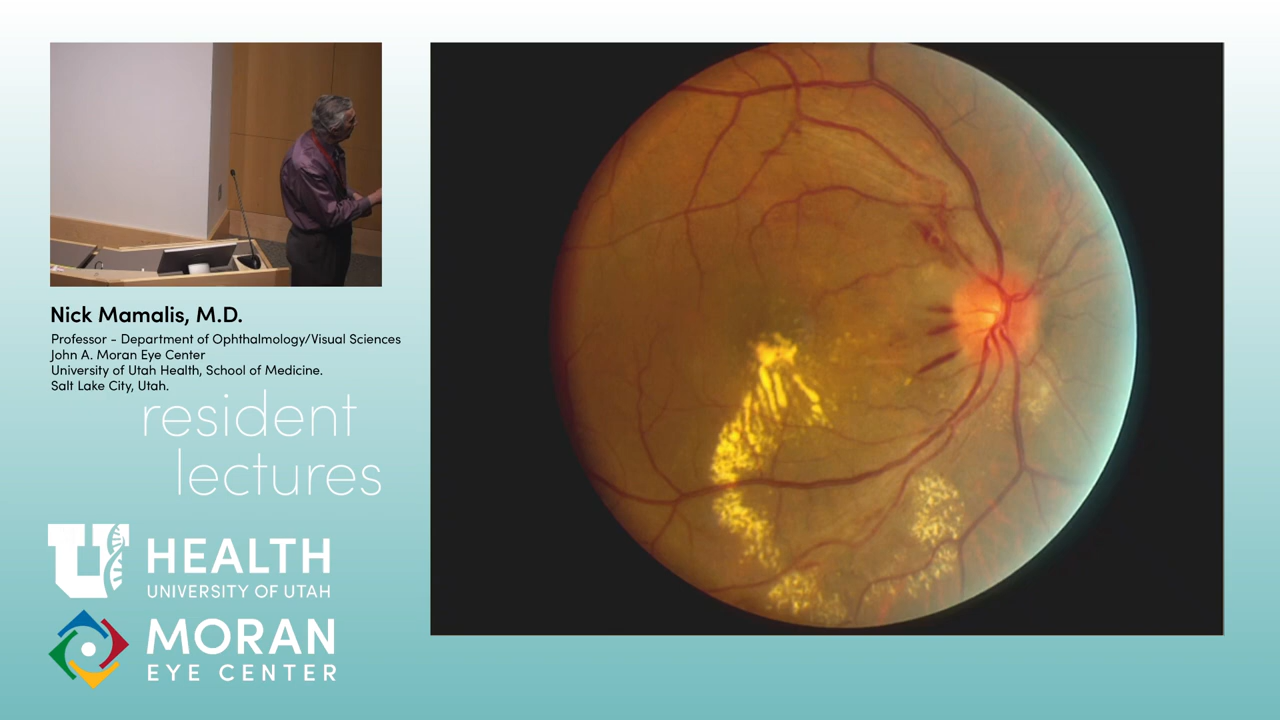 Nick Mamalis, M.D.
Professor - Department of Ophthalmology/Visual Sciences
John A. Moran Eye Center
University of Utah Health, School of Medicine.
Salt Lake City, Utah.
resident
lectures
U HEALTH
UNIVERSITY OF UTAH
MORAN
EYE CENTER